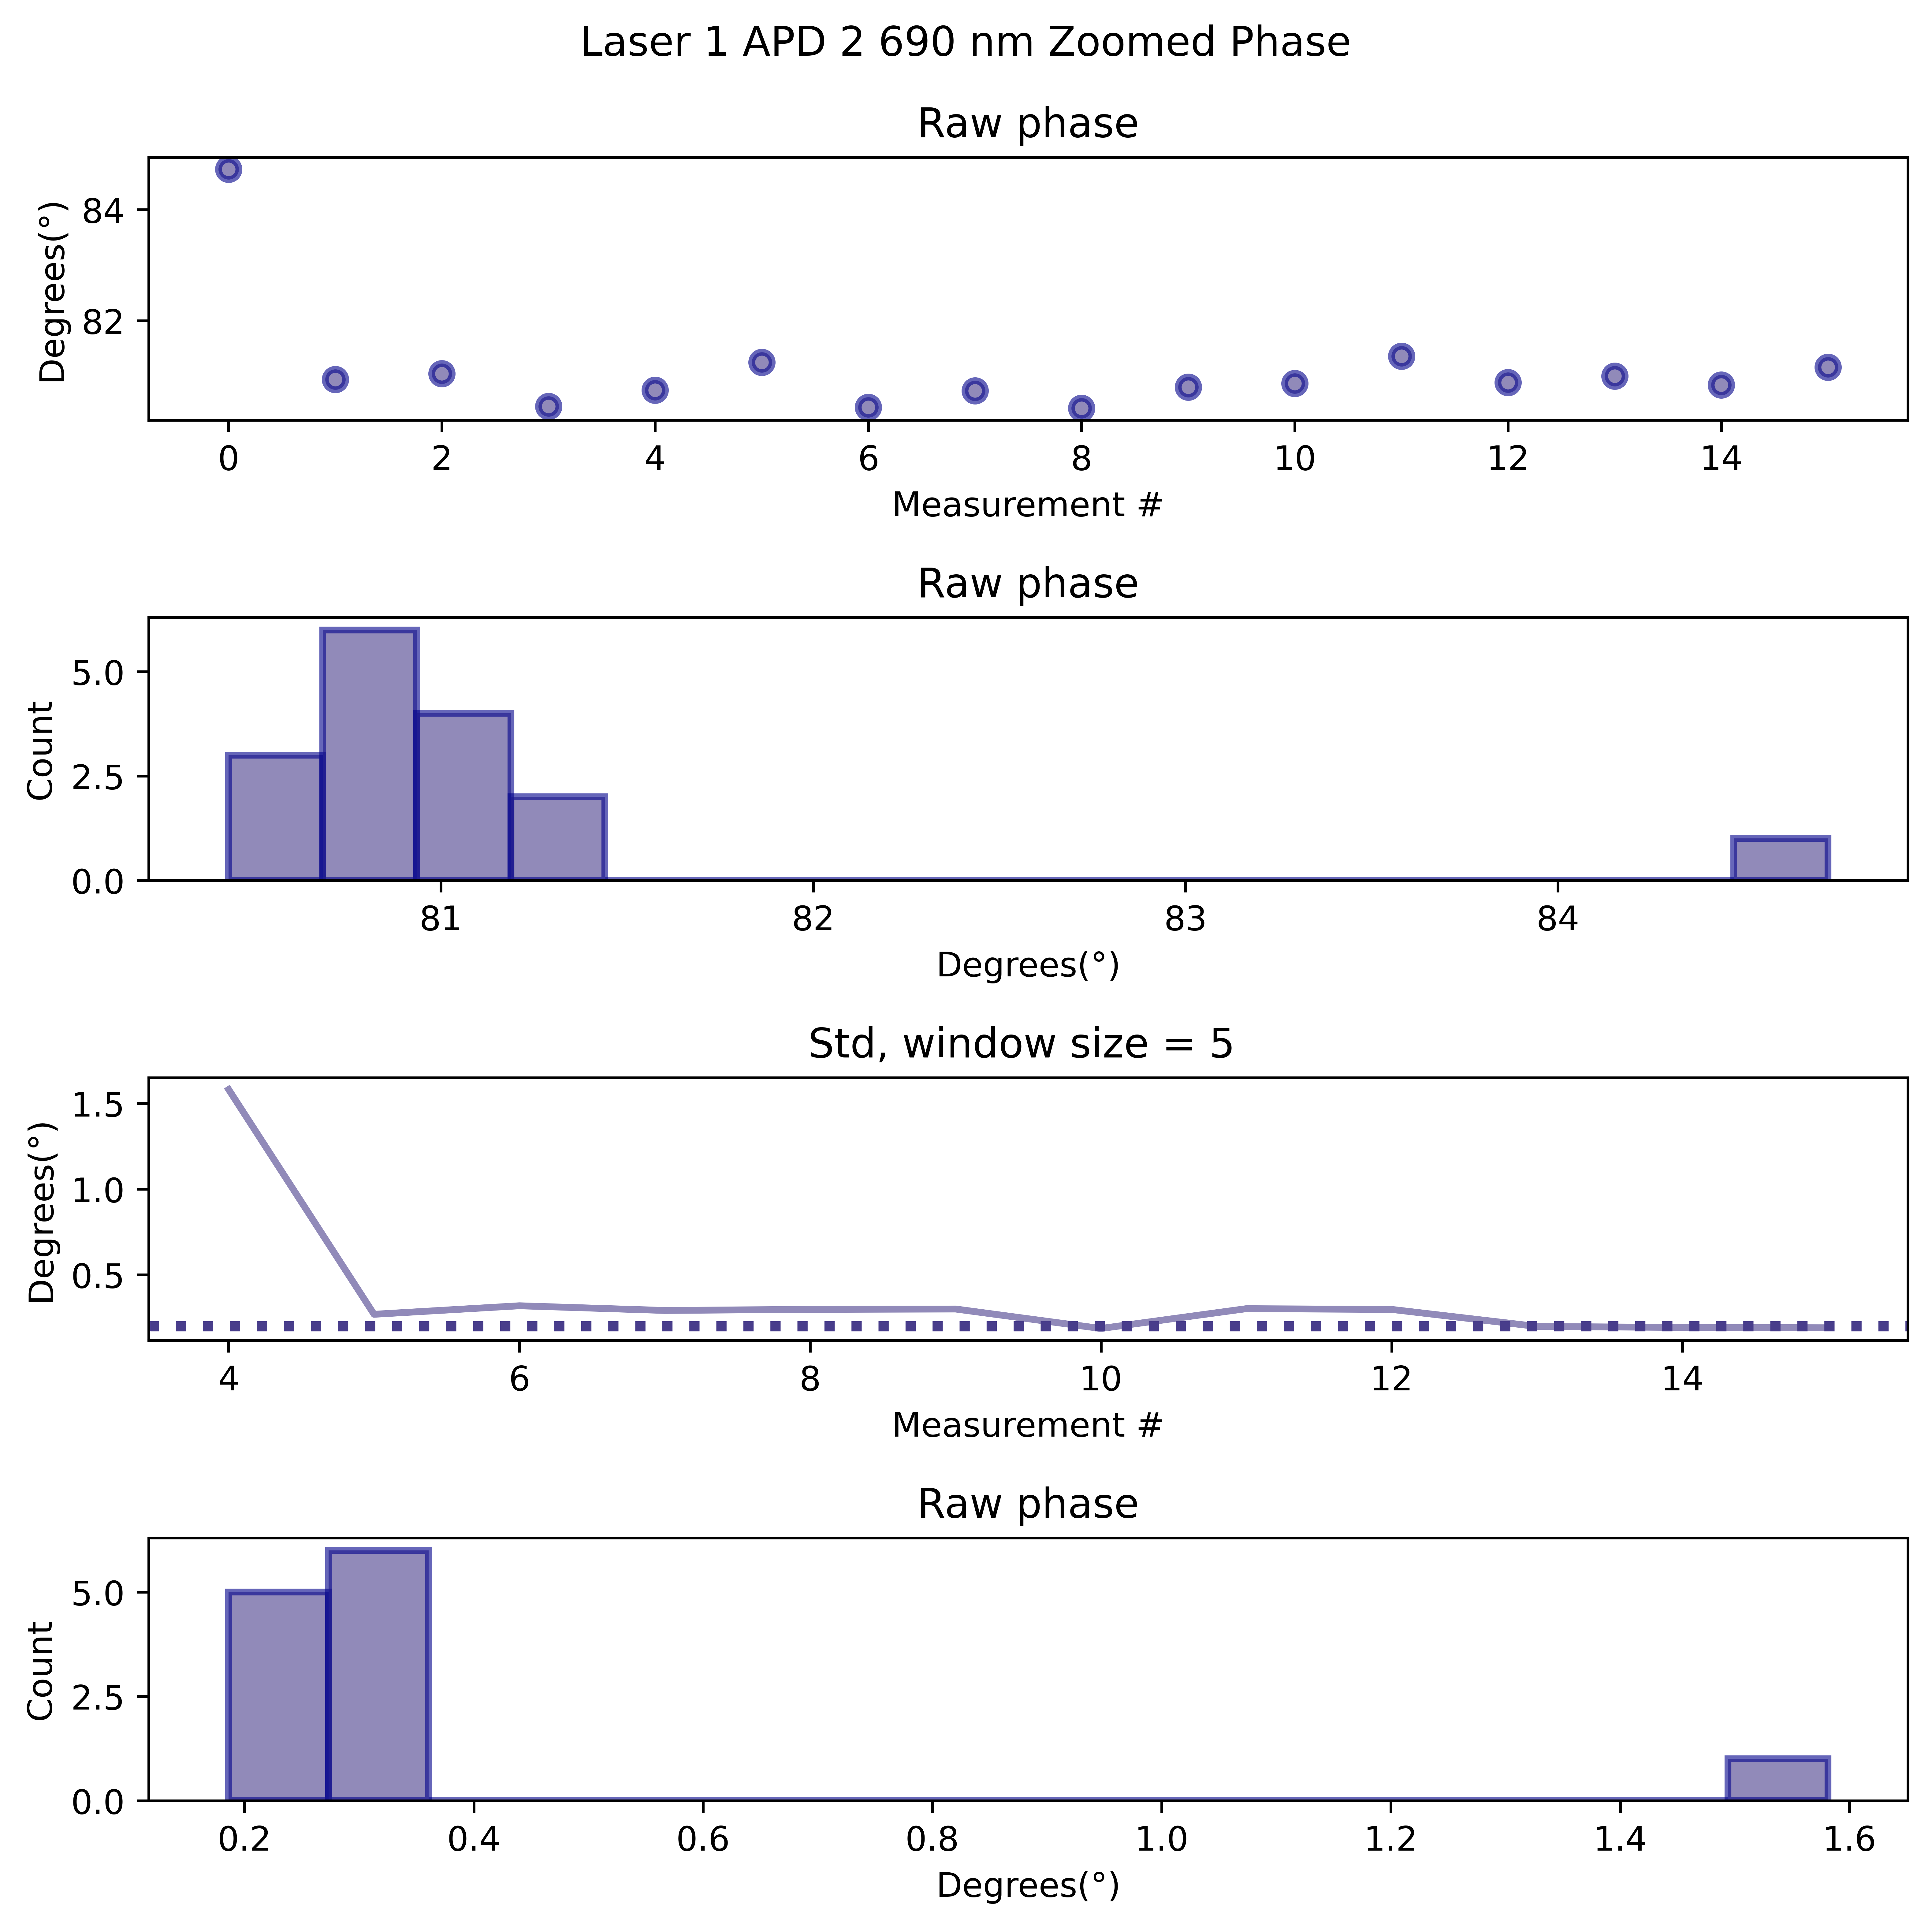 Laser 1 APD 2 690 nm Zoomed Phase
Raw phase
Degrees(°)
84
82
0 2 4 6 8 10 12 14
Measurement #
Raw phase
Count
5.0
2.5
0.0
81 82 83 84
Degrees(°)
Std, window size = 5
Degrees(°)
1.5
1.0
0.5
4 6 8 10 12 14
Measurement #
Raw phase
Count
5.0
2.5
0.0
0.2 0.4 0.6 0.8 1.0 1.2 1.4 1.6
Degrees(°)